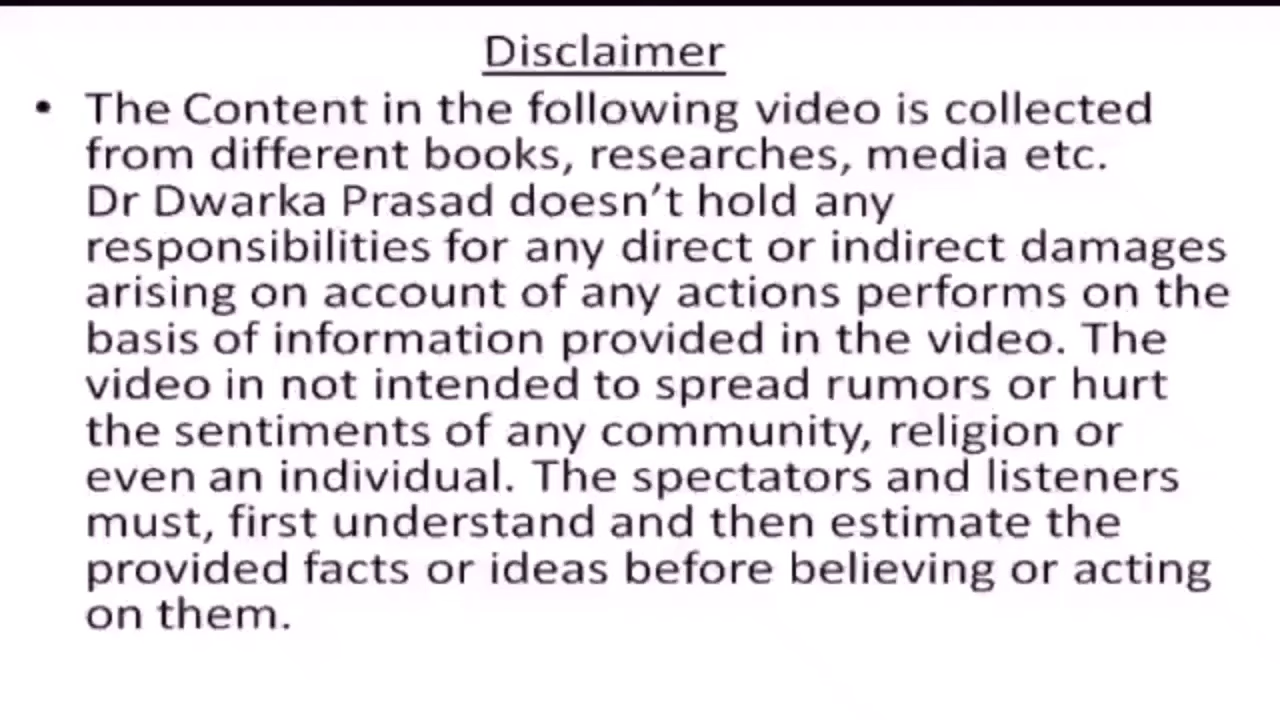 Disclaimer
• The Content in the following video is collected
from different books, researches, media etc.
Dr Dwarka Prasad doesn’t hold any
responsibilities for any direct or indirect damages
arising on account of any actions performs on the
basis of information provided in the video. The
video in not intended to spread rumors or hurt
the sentiments of any community, religion or
even an individual. The spectators and listeners
must, first understand and then estimate the
provided facts or ideas before believing or acting
on them.